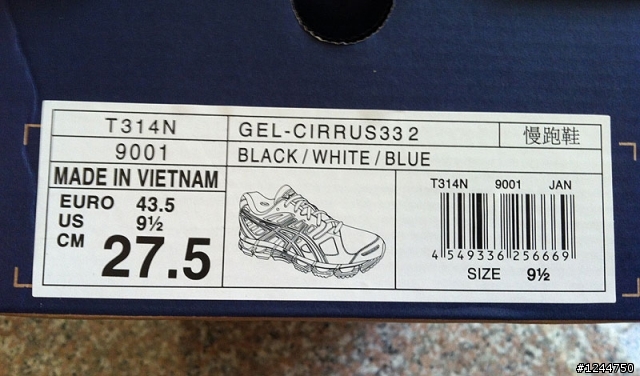 T314N
GEL-CIRRUS33 2
慢跑鞋
9001
BLACK/WHITE/BLUE
MADE IN VIETNAM
EURO 43.5
US 9½
CM 27.5
T314N 9001 JAN
4 549336 256669
SIZE 9½
#1244750